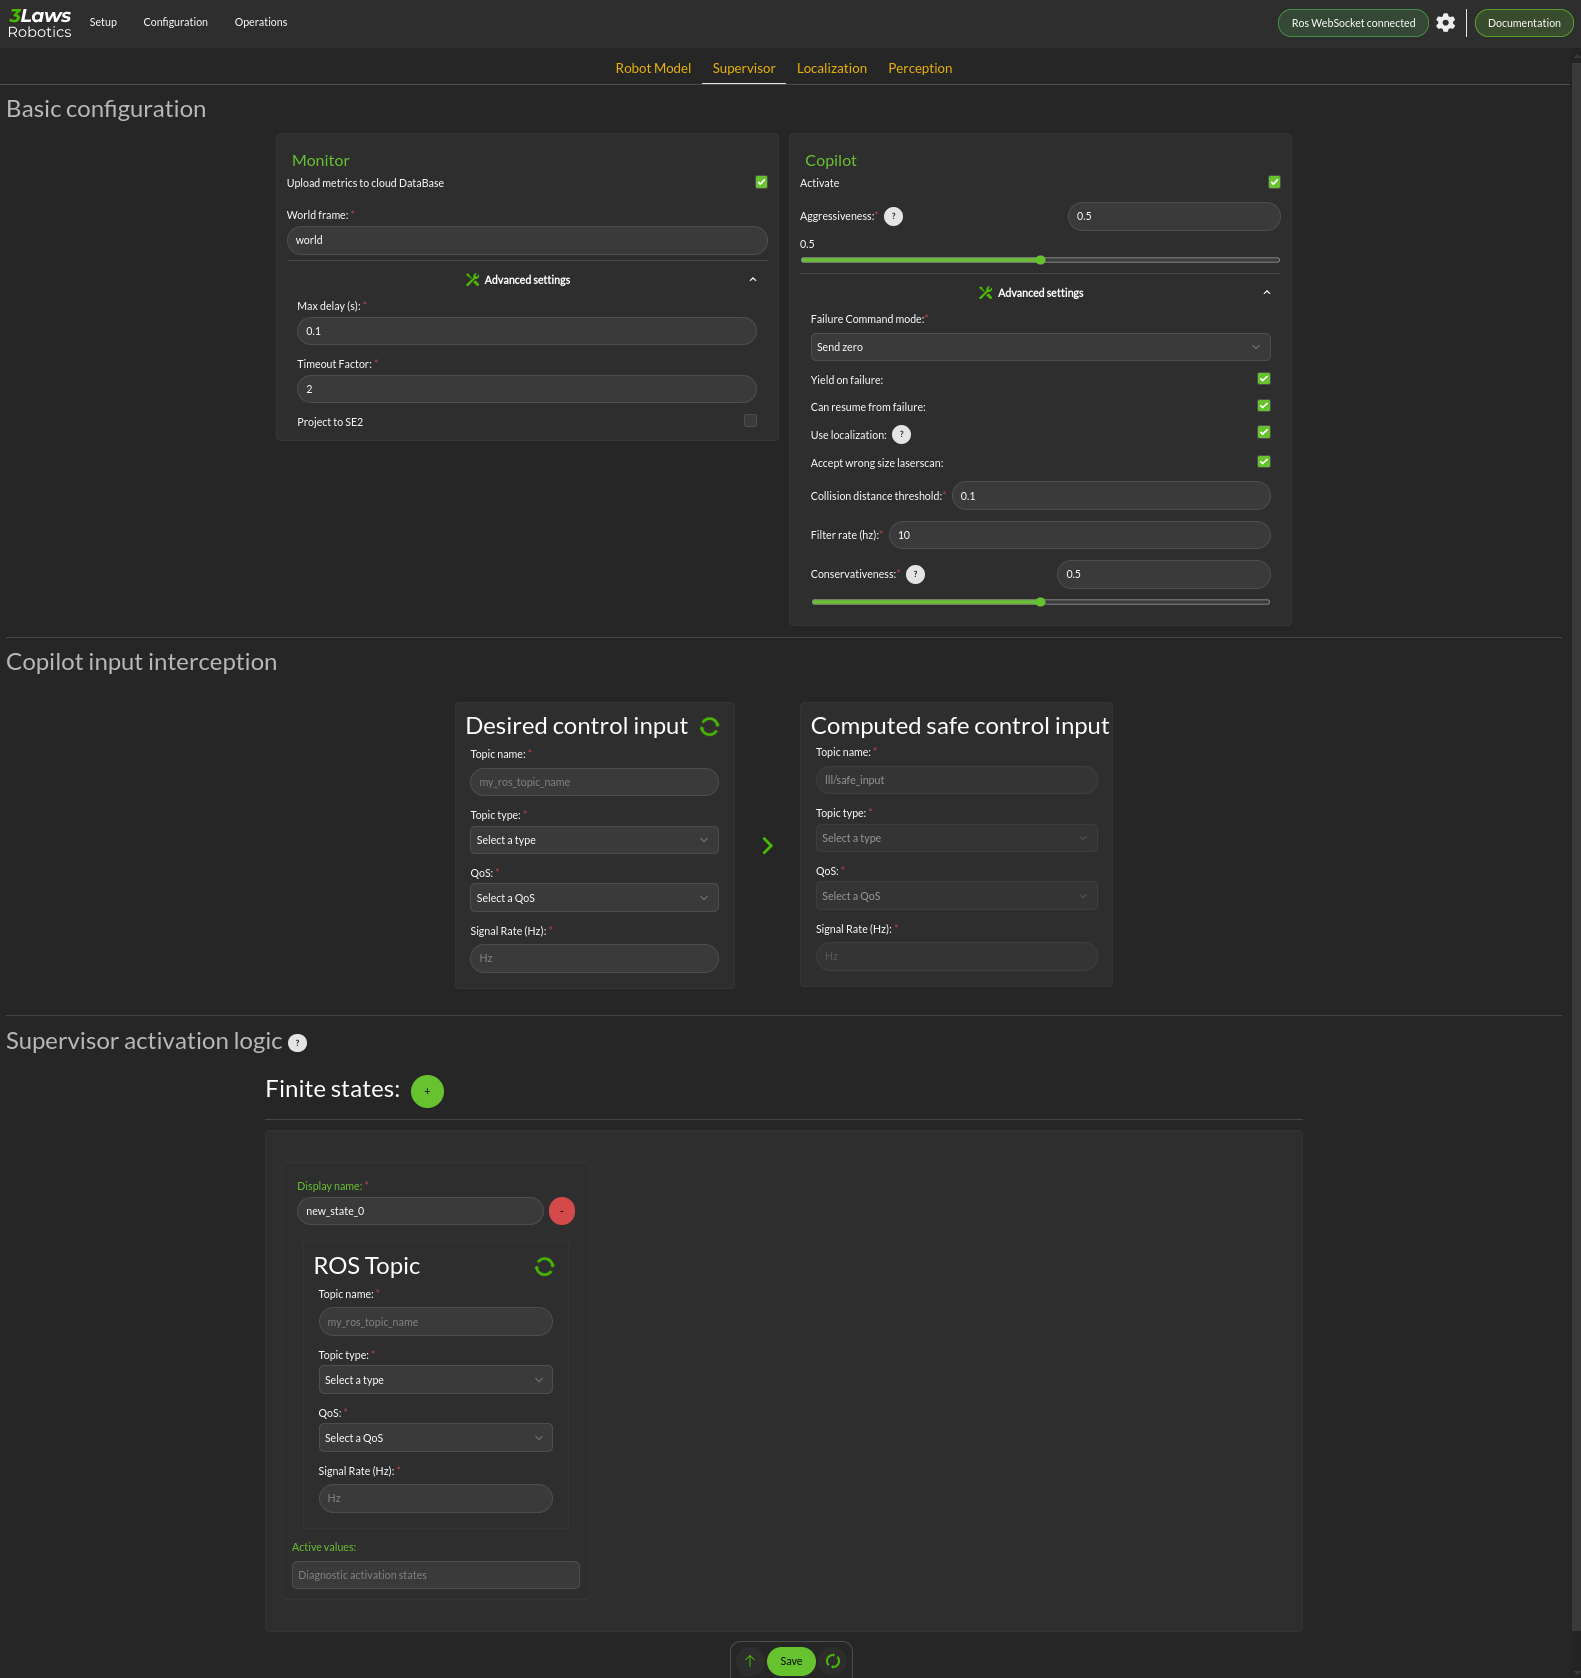 3Laws
Robotics
Setup
Configuration
Operations
Ros WebSocket connected
Documentation
Robot Model
Supervisor
Localization
Perception
Basic configuration
Monitor
Upload metrics to cloud DataBase
World frame: *
world
Advanced settings
Max delay (s): *
0.1
Timeout Factor: *
2
Project to SE2
Copilot
Activate
Aggressiveness:* ?
0.5
0.5
Advanced settings
Failure Command mode:*
Send zero
Yield on failure:
Can resume from failure:
Use localization: ?
Accept wrong size laserscan:
Collision distance threshold:* 0.1
Filter rate (hz):* 10
Conservativeness:* ? 0.5
Copilot input interception
Desired control input
Topic name: *
my_ros_topic_name
Topic type: *
Select a type
QoS: *
Select a QoS
Signal Rate (Hz): *
Hz
Computed safe control input
Topic name: *
lll/safe_input
Topic type: *
Select a type
QoS: *
Select a QoS
Signal Rate (Hz): *
Hz
Supervisor activation logic ?
Finite states: +
Display name: *
new_state_0 -
ROS Topic
Topic name: *
my_ros_topic_name
Topic type: *
Select a type
QoS: *
Select a QoS
Signal Rate (Hz): *
Hz
Active values:
Diagnostic activation states
Save